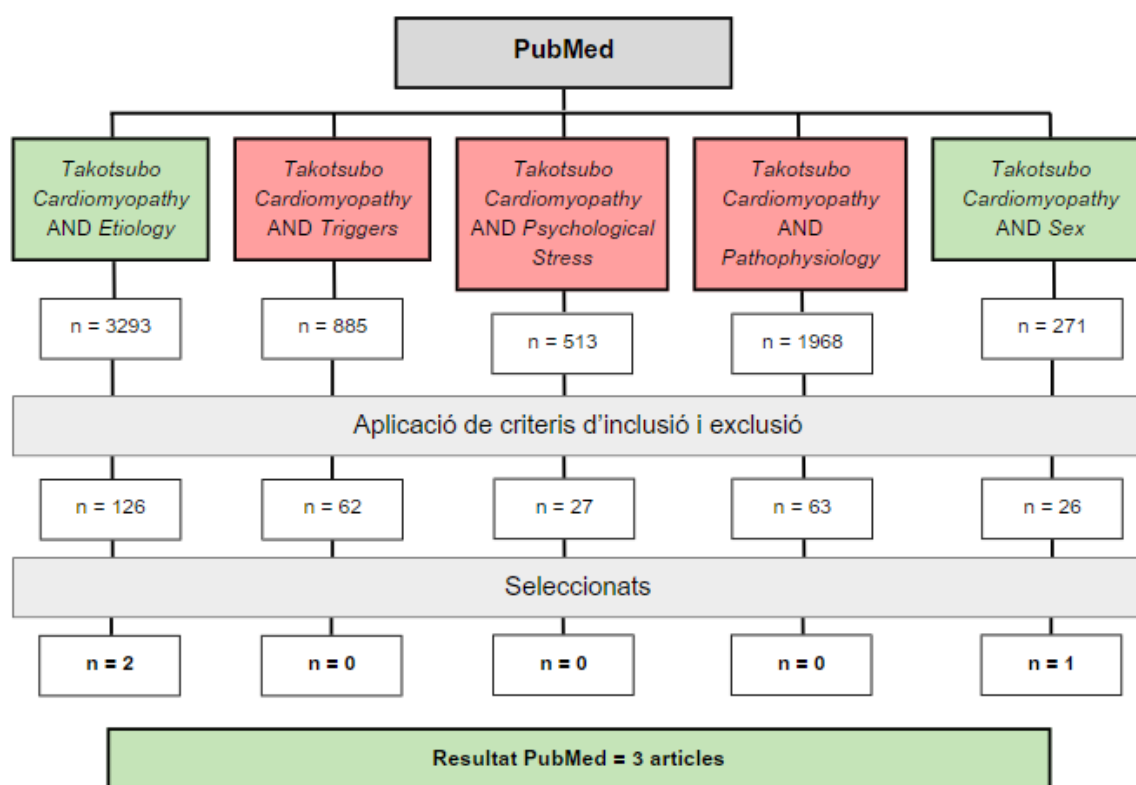 PubMed
Takotsubo
Cardiomyopathy
AND Etiology
Takotsubo
Cardiomyopathy
AND Triggers
Takotsubo
Cardiomyopathy
AND Psychological
Stress
Takotsubo
Cardiomyopathy
AND
Pathophysiology
Takotsubo
Cardiomyopathy
AND Sex
n = 3293
n = 885
n = 513
n = 1968
n = 271
Aplicació de criteris d'inclusió i exclusió
n = 126
n = 62
n = 27
n = 63
n = 26
Seleccionats
n = 2
n = 0
n = 0
n = 0
n = 1
Resultat PubMed = 3 articles